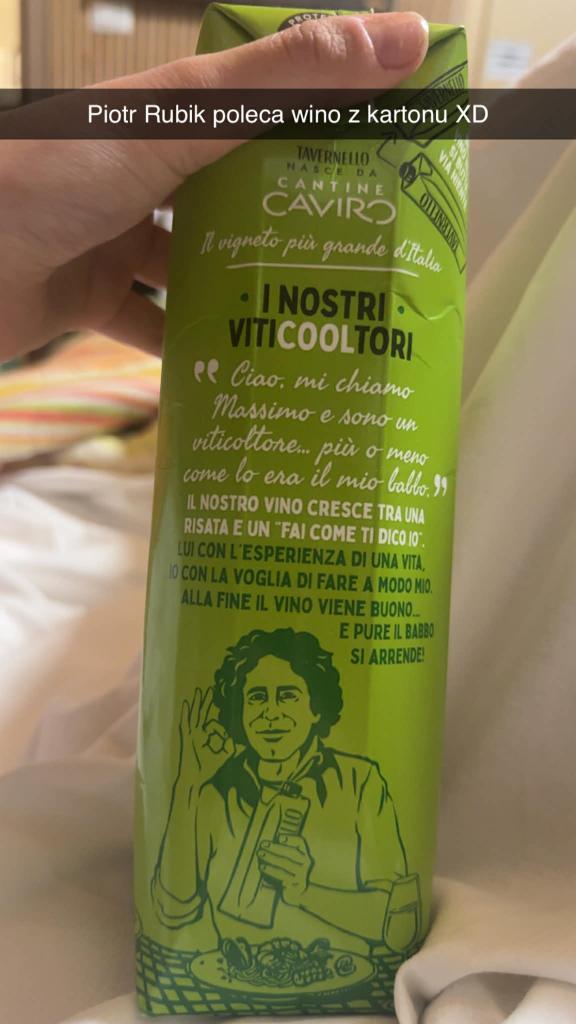 Piotr Rubik poleca wino z kartonu XD
TAVERNELLO
NASCE DA
CANTINE
CAVIRO
Il vigneto più grande d'Italia
I NOSTRI
VITICOOLTORI
“Ciao, mi chiamo
Massimo e sono un
viticoltore... più o meno
come lo era il mio babbo.”
IL NOSTRO VINO CRESCE TRA UNA
RISATA E UN "FAI COME TI DICO IO".
LUI CON L'ESPERIENZA DI UNA VITA,
IO CON LA VOGLIA DI FARE A MODO MIO.
ALLA FINE IL VINO VIENE BUONO...
E PURE IL BABBO
SI ARRENDE!